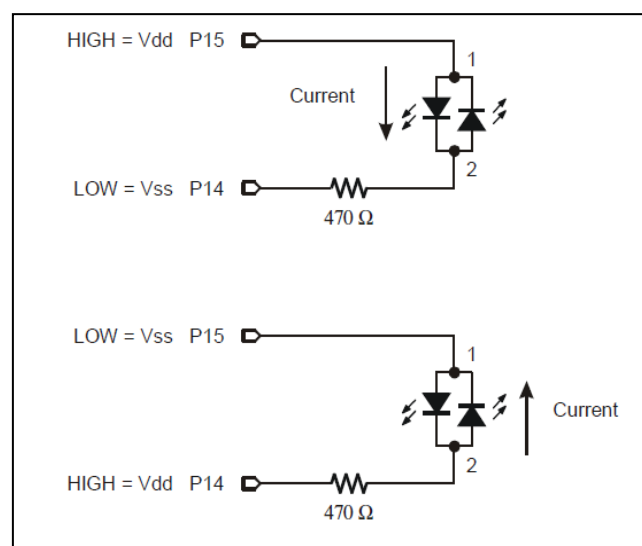 HIGH = Vdd P15
1
Current
2
LOW = Vss P14
470 Ω
LOW = Vss P15
1
Current
2
HIGH = Vdd P14
470 Ω